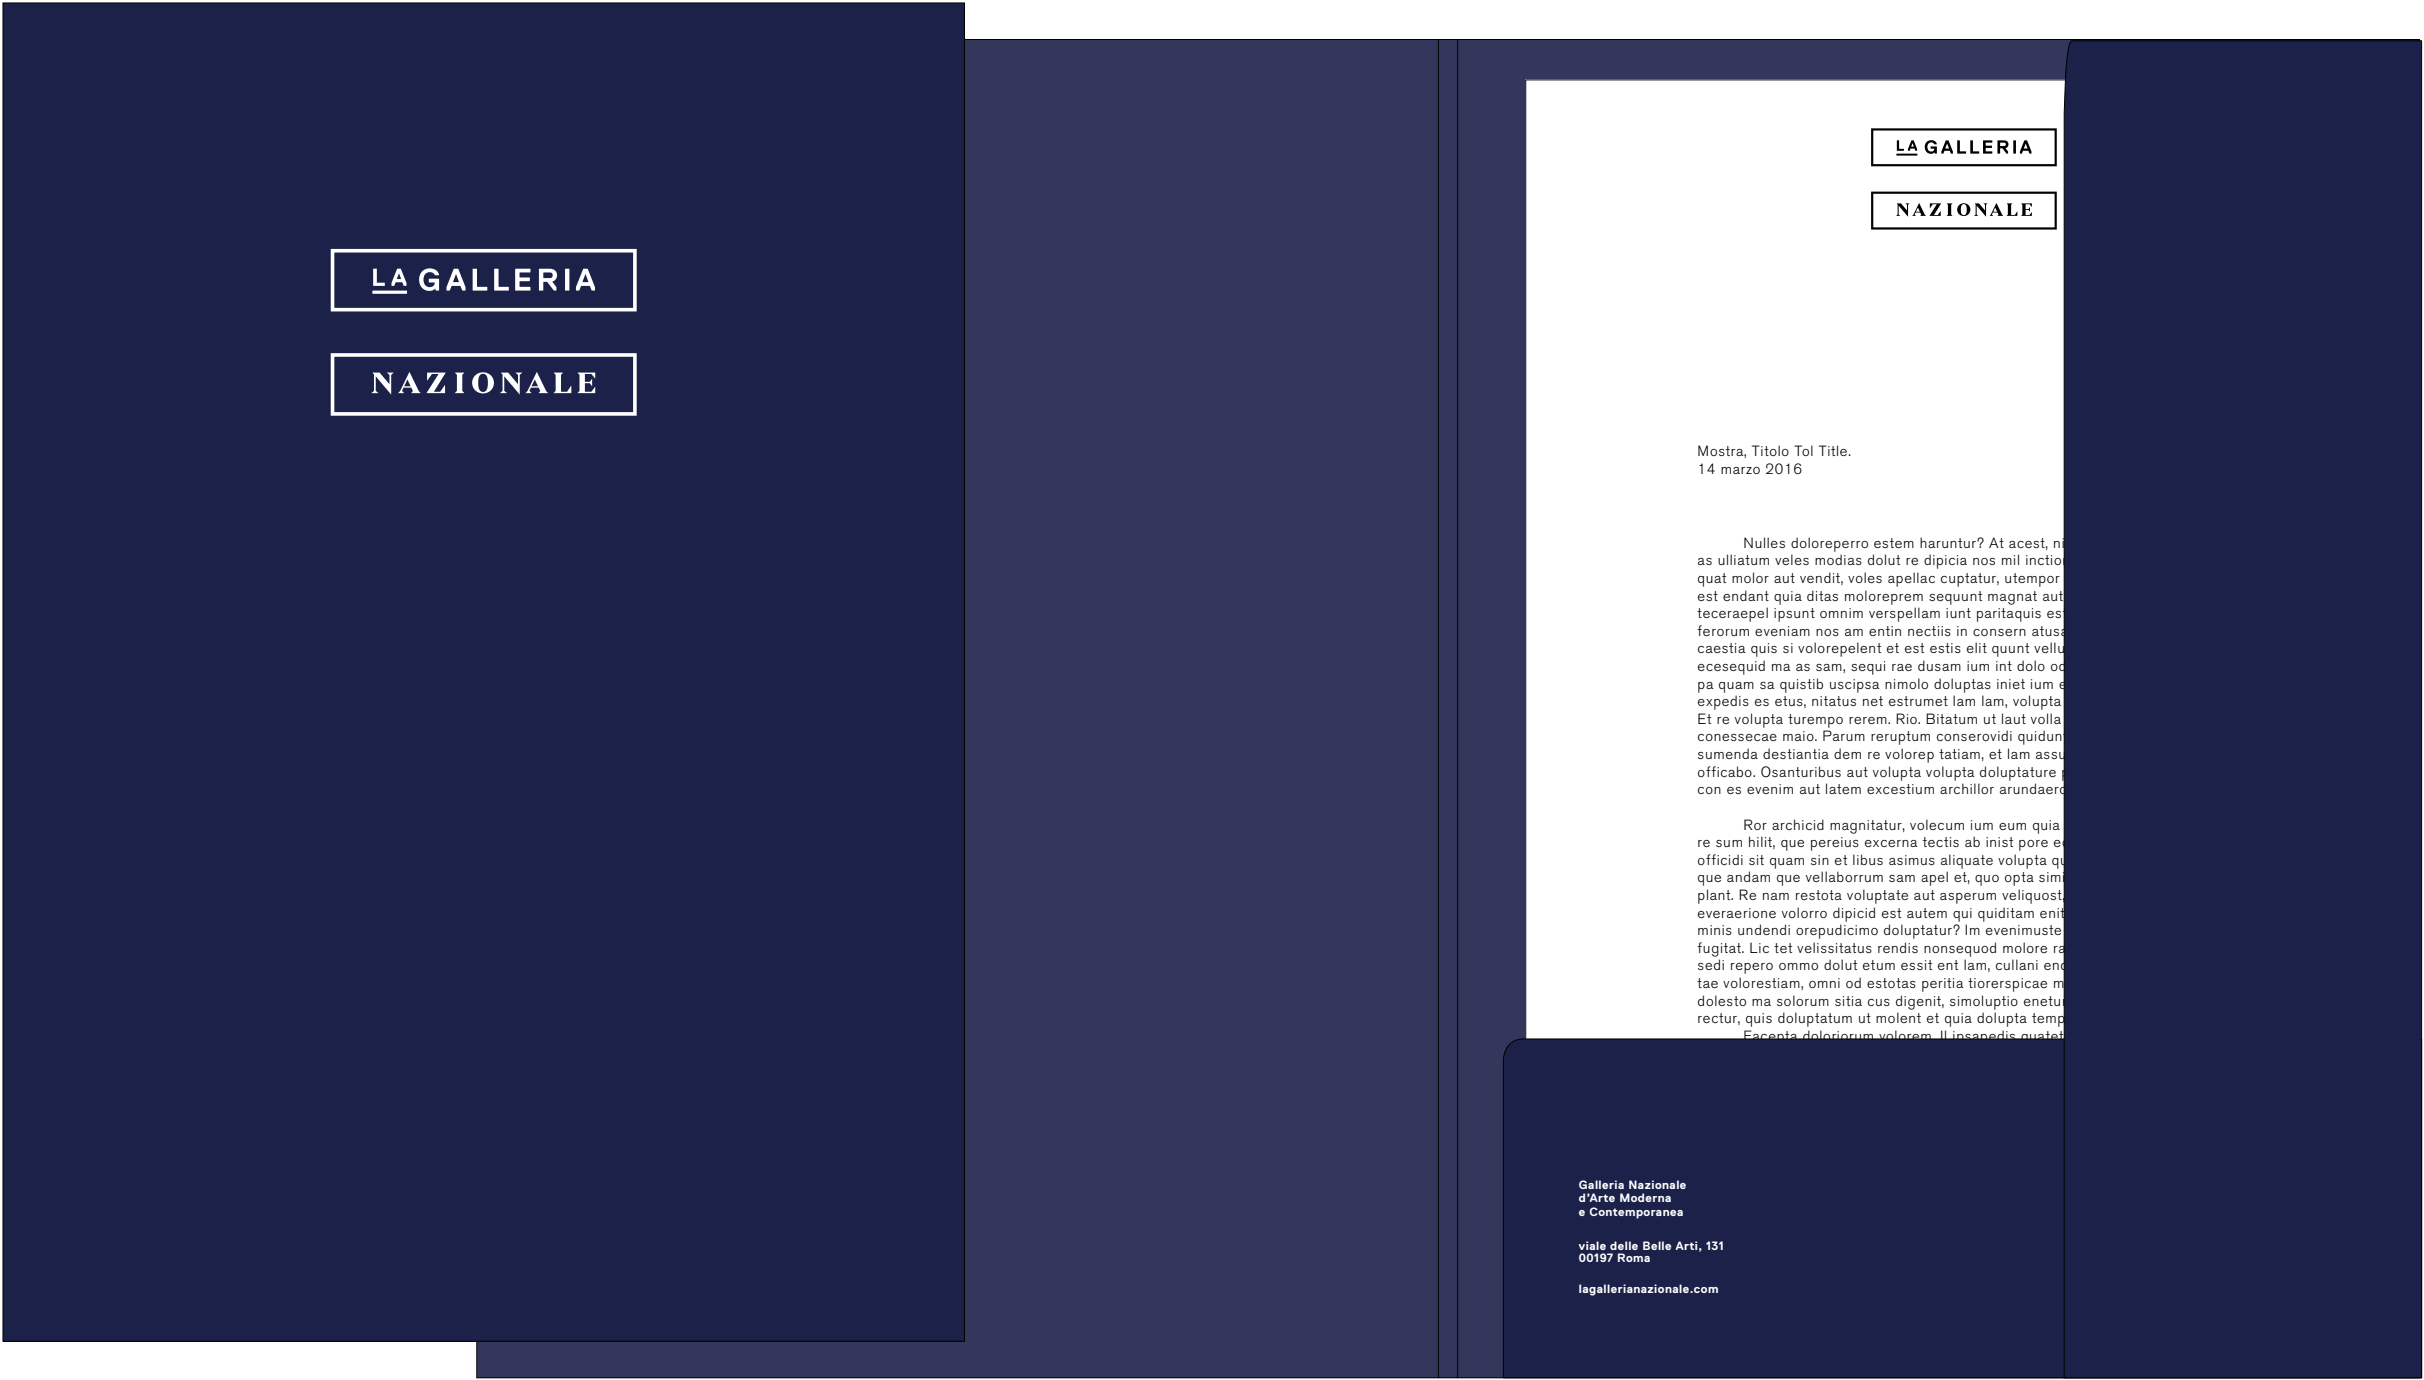 LA GALLERIA
NAZIONALE
LA GALLERIA
NAZIONALE
Mostra, Titolo Tol Title.
14 marzo 2016
Nulles doloreperro estem haruntur? At acest,
as ulliatum veles modias dolut re dipicia nos mil
quat molor aut vendit, voles apellac cuptatur, utempor
est endant quia ditas moloreprem sequunt magnat aut
teceraepel ipsunt omnim verspellam iunt paritaquis
ferorum eveniam nos am entin nectiis in consern
caestia quis si volorepelent et est estis elit quunt
ecesequid ma as sam, sequi rae dusam ium int dolo
pa quam sa quistib uscipsa nimolo doluptas iniet ium
expedis es etus, nitatus net estrumet lam lam, volupta
Et re volupta turempo rerem. Rio. Bitatum ut laut volla
conessecae maio. Parum reruptum conserovidi
sumenda destiantia dem re volorep tatiam, et lam
officabo. Osanturibus aut volupta volupta doluptature
con es evenim aut latem excestium archillor
Ror archicid magnitatur, volecum ium eum quia
re sum hilit, que pereius excerna tectis ab inist pore
officidi sit quam sin et libus asimus aliquate volupta
que andam que vellaborrum sam apel et, quo opta
plant. Re nam restota voluptate aut asperum veliquost,
everaerione volorro dipicid est autem qui quiditam
minis undendi orepudicimo doluptatur? Im evenimuste
fugitat. Lic tet velissitatus rendis nonsequod molore
sedi repero ommo dolut etum essit ent lam, cullani
tae volorestiam, omni od estotas peritia tiorerspicae
dolesto ma solorum sitia cus digenit, simoluptio
rectur, quis doluptatum ut molent et quia dolupta
Facepta doloriorum volorem. Il ipsapedis
Galleria Nazionale
d'Arte Moderna
e Contemporanea
viale delle Belle Arti, 131
00197 Roma
lagallerianazionale.com